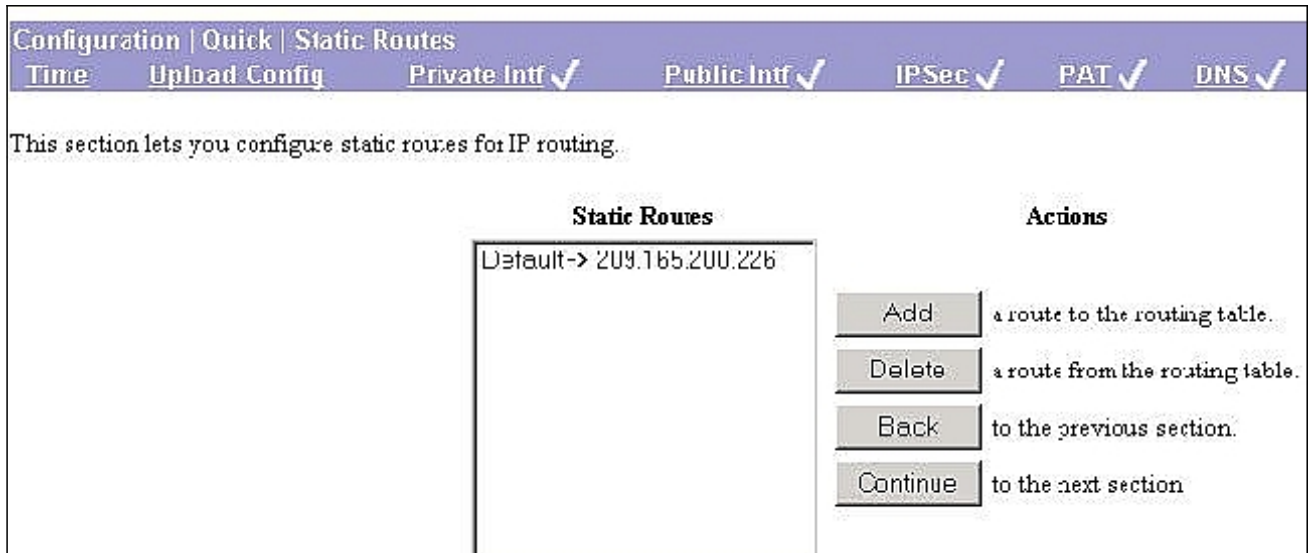 Configuration | Quick | Static Routes
Time Upload Config Private Intf ✓ Public Intf ✓ IPSec ✓ PAT ✓ DNS ✓
This section lets you configure static routes for IP routing.
Static Routes Actions
Default-> 209.165.200.226
Add a route to the routing table.
Delete a route from the routing table.
Back to the previous section.
Continue to the next section